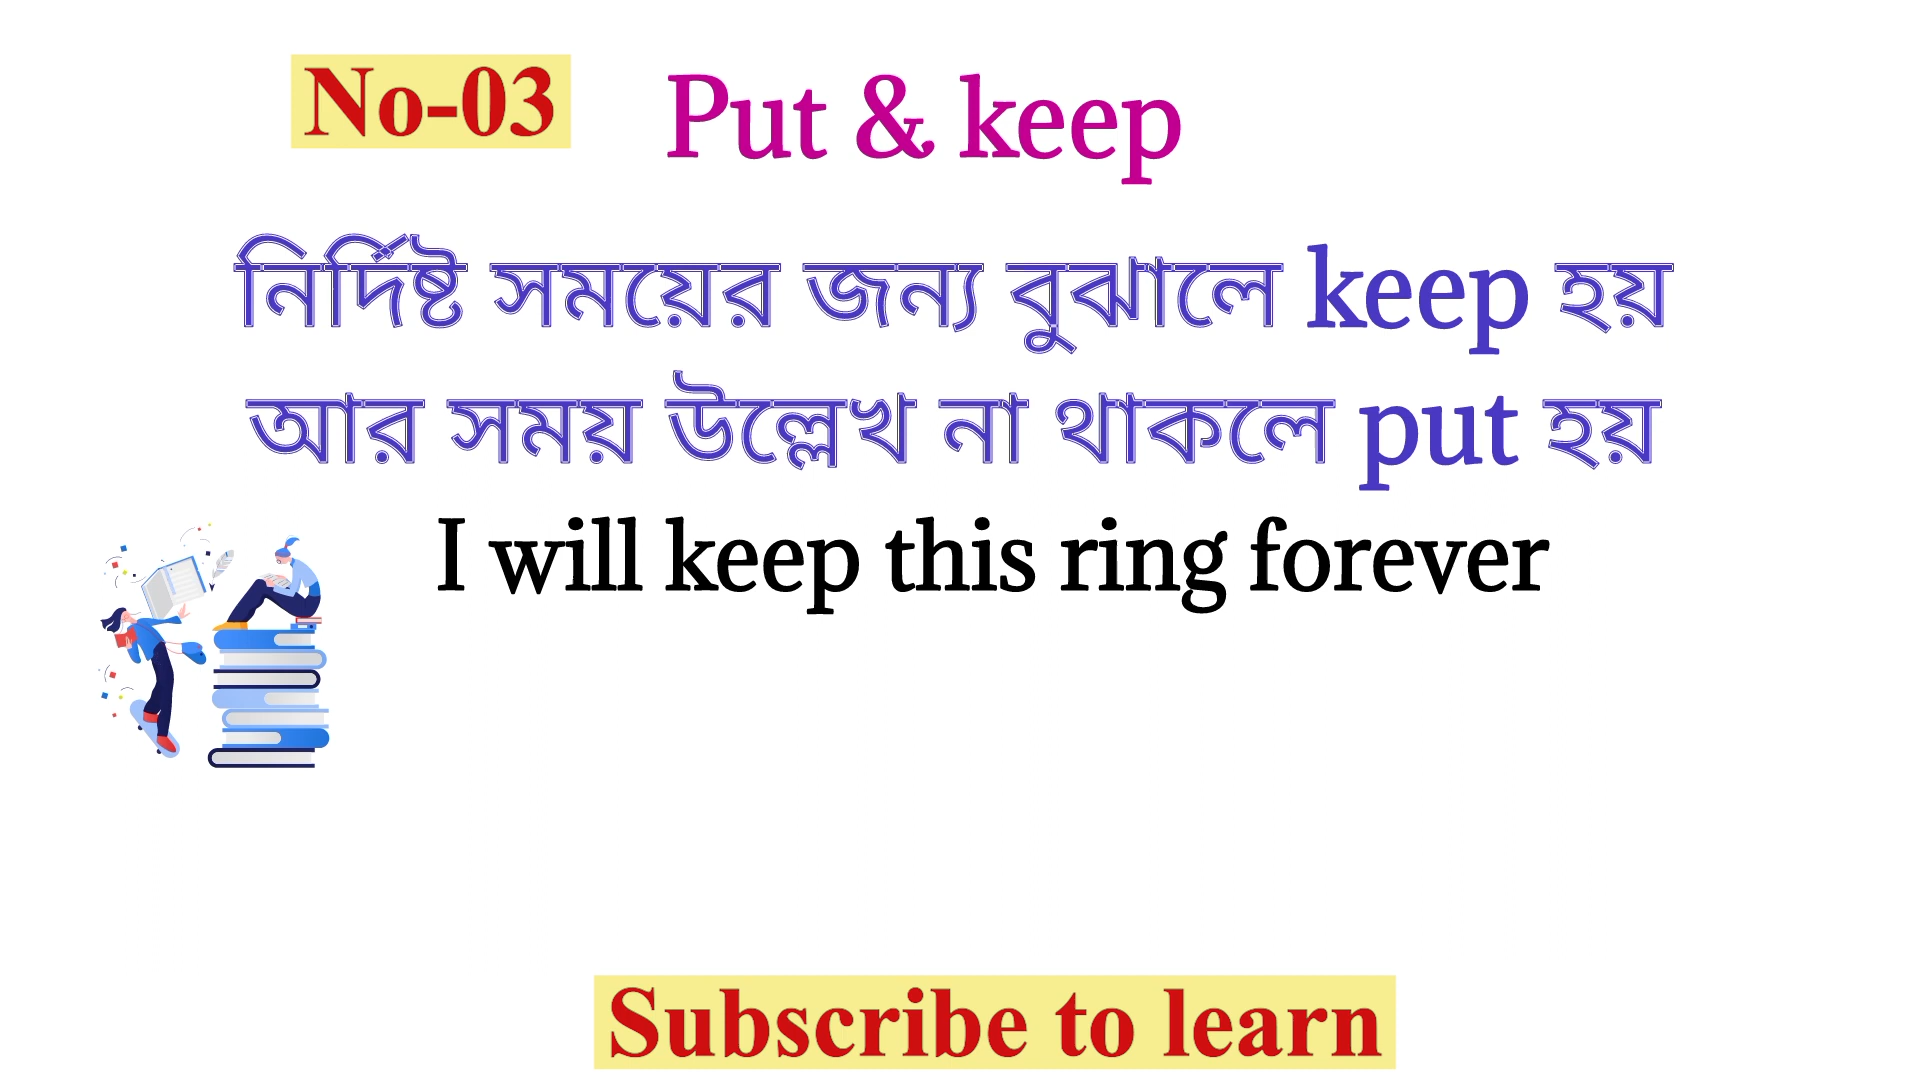 No-03
Put & keep
নির্দিষ্ট সময়ের জন্য বুঝালে keep হয়
আর সময় উল্লেখ না থাকলে put হয়
I will keep this ring forever
Subscribe to learn